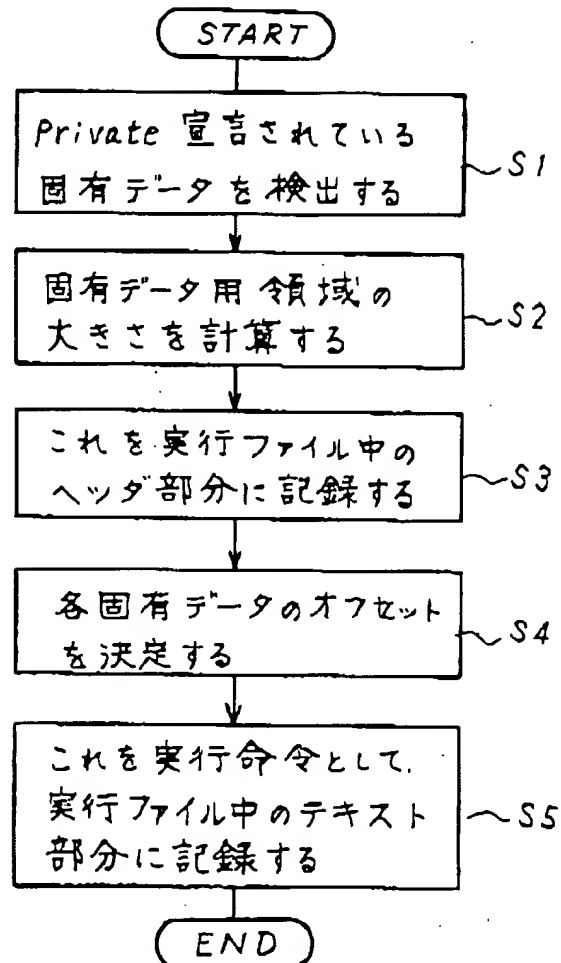 START
Private 宣言されている
固有データを検出する
S1
固有データ用領域の
大きさを計算する
S2
これを実行ファイル中の
ヘッダ部分に記録する
S3
各固有データのオフセット
を決定する
S4
これを実行命令として、
実行ファイル中のテキスト
部分に記録する
S5
END